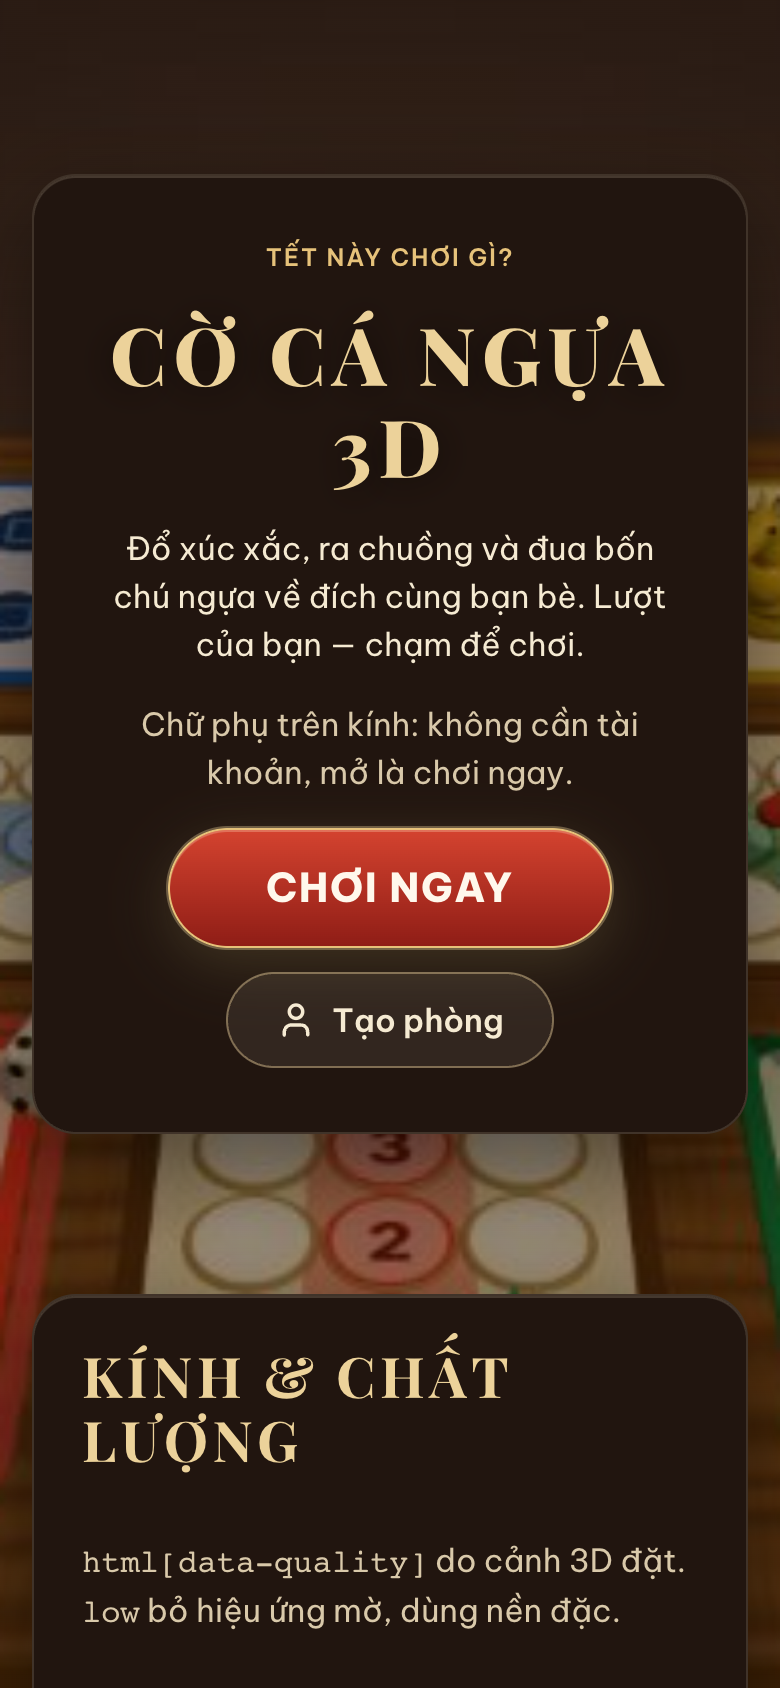 TẾT NÀY CHƠI GÌ?
CỜ CÁ NGỰA
3D
Đổ xúc xắc, ra chuồng và đua bốn
chú ngựa về đích cùng bạn bè. Lượt
của bạn — chạm để chơi.
Chữ phụ trên kính: không cần tài
khoản, mở là chơi ngay.
CHƠI NGAY
Tạo phòng
3
2
KÍNH & CHẤT
LƯỢNG
html[data-quality] do cảnh 3D đặt.
low bỏ hiệu ứng mờ, dùng nền đặc.